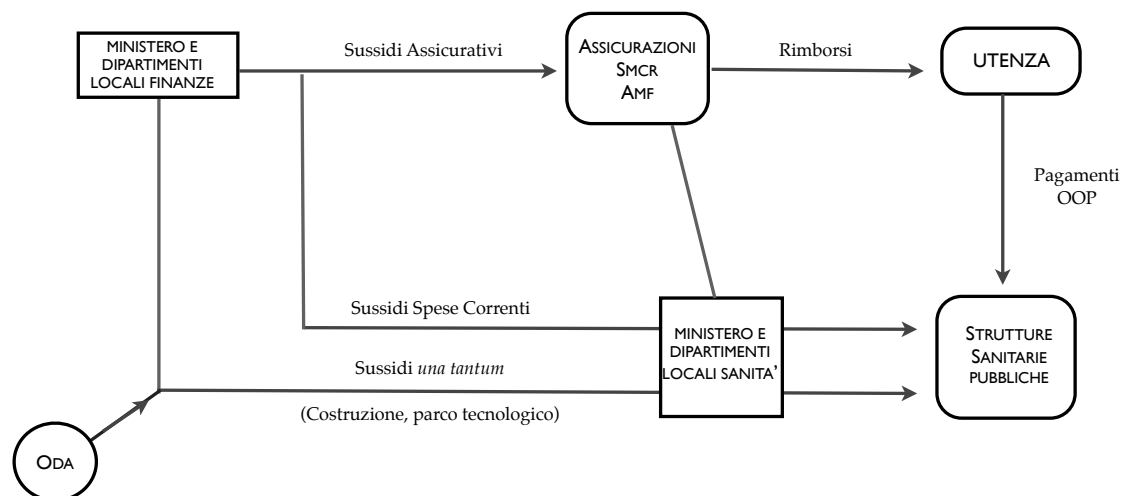 MINISTERO E
DIPARTIMENTI
LOCALI FINANZE
Sussidi Assicurativi
ASSICURAZIONI
SMCR
AMF
Rimborsi
UTENZA
Pagamenti
OOP
Sussidi Spese Correnti
MINISTERO E
DIPARTIMENTI
LOCALI SANITA’
STRUTTURE
SANITARIE
PUBBLICHE
Sussidi una tantum
(Costruzione, parco tecnologico)
ODA